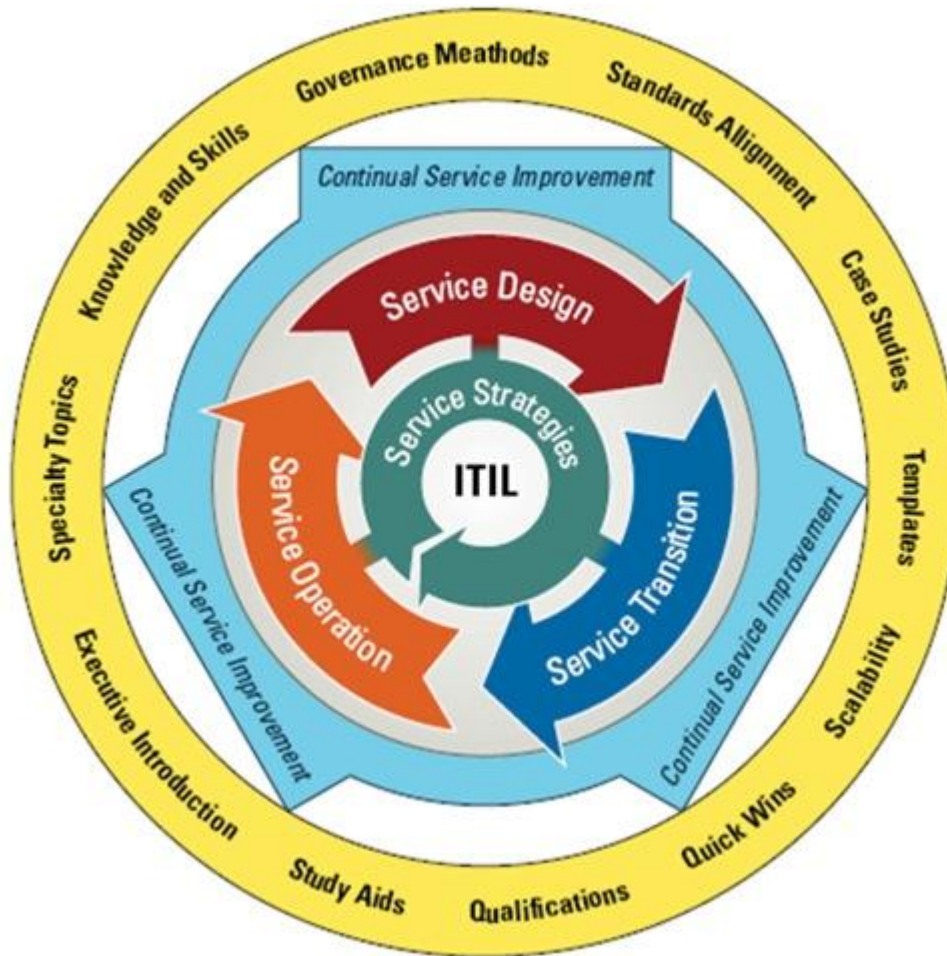 Governance Meathods
Standards Allignment
Case Studies
Templates
Scalability
Quick Wins
Qualifications
Study Aids
Executive Introduction
Specialty Topics
Knowledge and Skills
Continual Service Improvement
Continual Service Improvement
Continual Service Improvement
Service Design
Service Transition
Service Operation
Service Strategies
ITIL